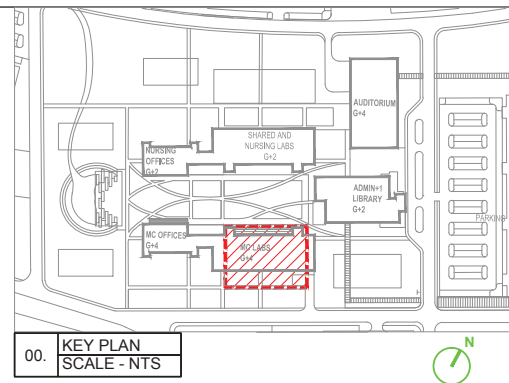 AUDITORIUM
G+4
SHARED AND
NURSING LABS
G+2
NURSING
OFFICES
G+2
ADMIN+1
LIBRARY
G+2
PARKING
MC OFFICES
G+4
MC LABS
G+4
00.
KEY PLAN
SCALE - NTS
N